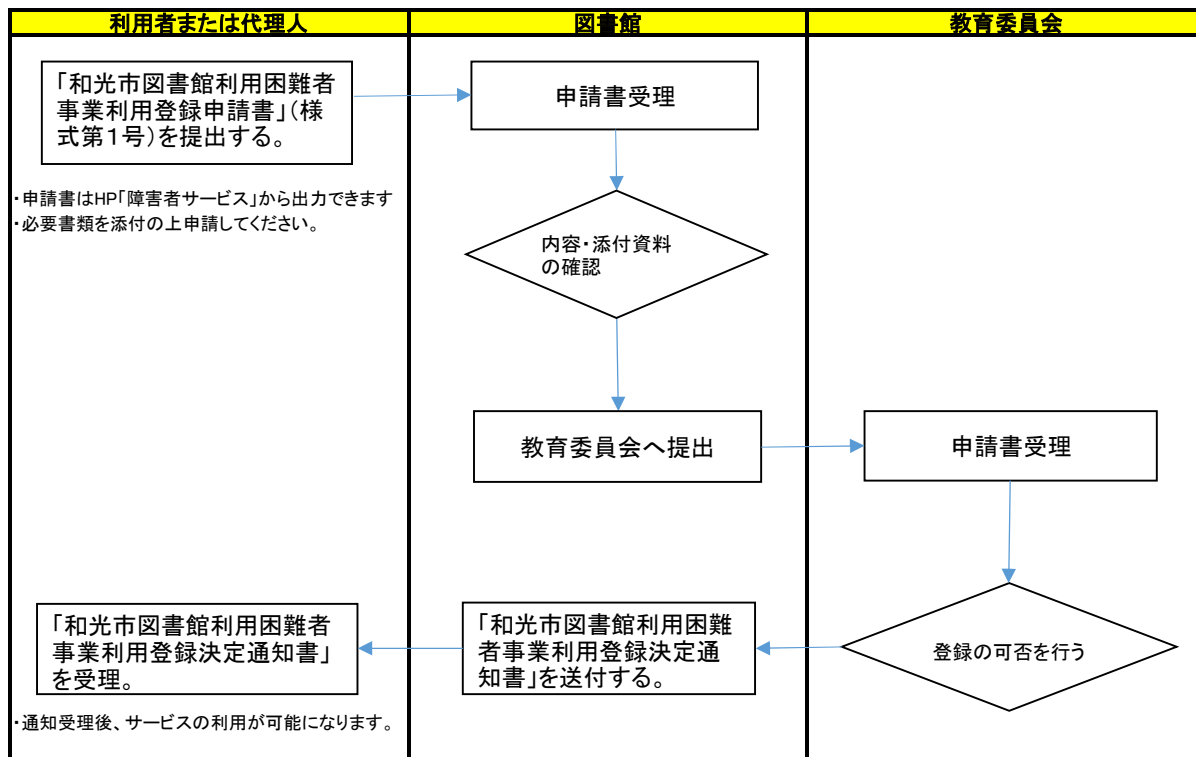 利用者または代理人
図書館
教育委員会
「和光市図書館利用困難者
事業利用登録申請書」(様
式第1号)を提出する。
・申請書はHP「障害者サービス」から出力できます
・必要書類を添付の上申請してください。
申請書受理
内容・添付資料
の確認
教育委員会へ提出
申請書受理
登録の可否を行う
「和光市図書館利用困難
者事業利用登録決定通
知書」を送付する。
「和光市図書館利用困難者
事業利用登録決定通知書」
を受理。
・通知受理後、サービスの利用が可能になります。